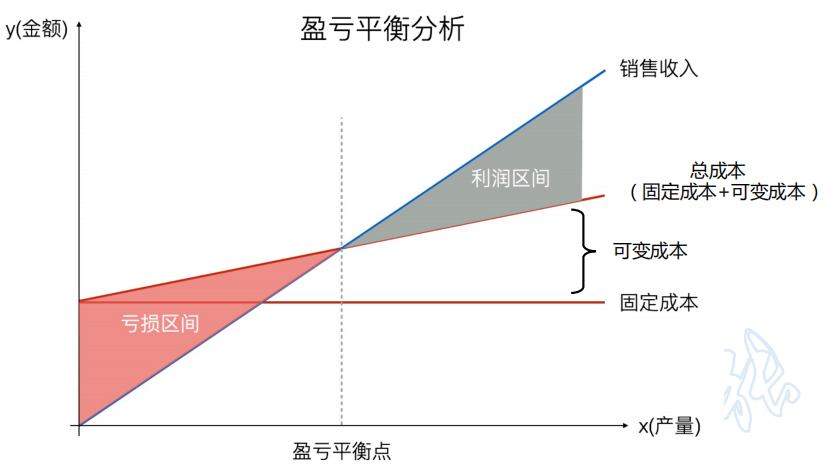 盈亏平衡分析
y(金额)
销售收入
总成本
（固定成本+可变成本）
利润区间
可变成本
固定成本
亏损区间
x(产量)
盈亏平衡点